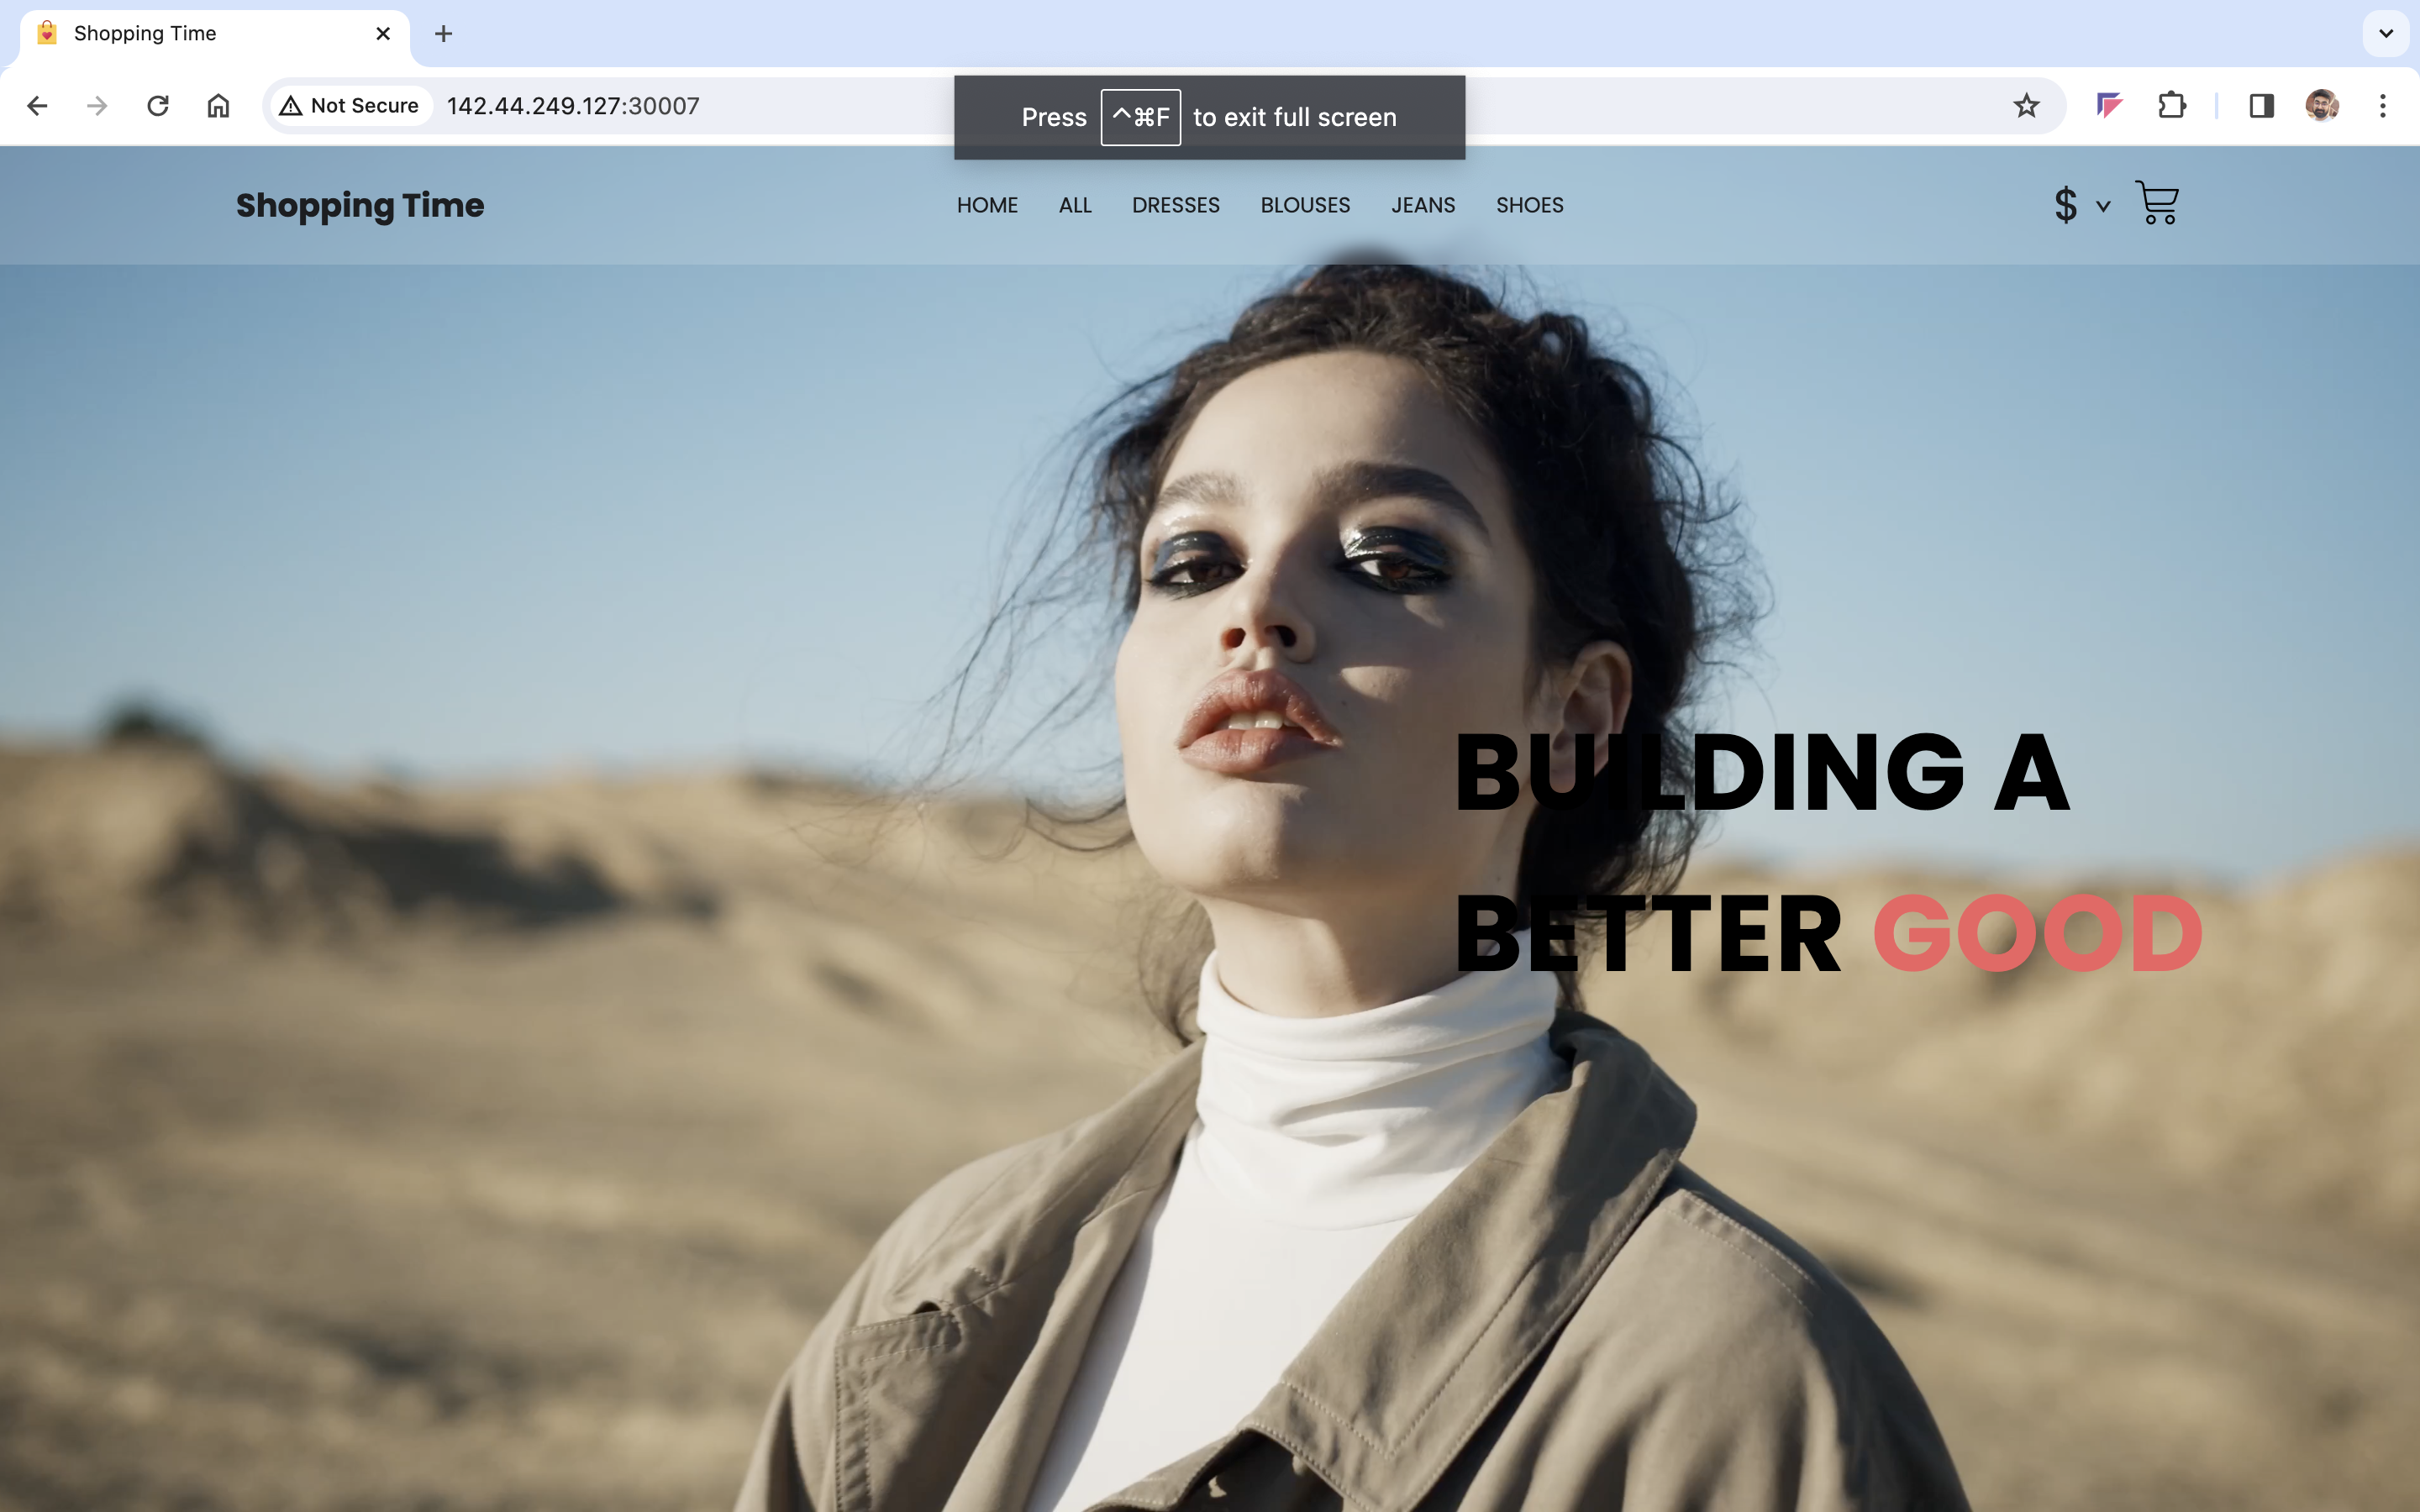 Shopping Time
Not Secure 142.44.249.127:30007
Press ^⌘F to exit full screen
Shopping Time HOME ALL DRESSES BLOUSES JEANS SHOES $
BUILDING A
BETTER GOOD